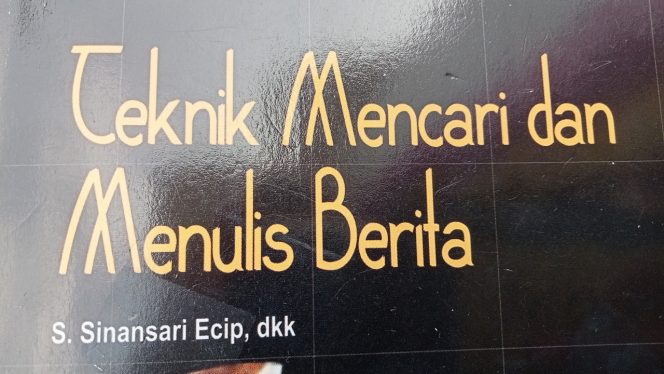 Teknik Mencari dan
Menulis Berita
S. Sinansari Ecip, dkk